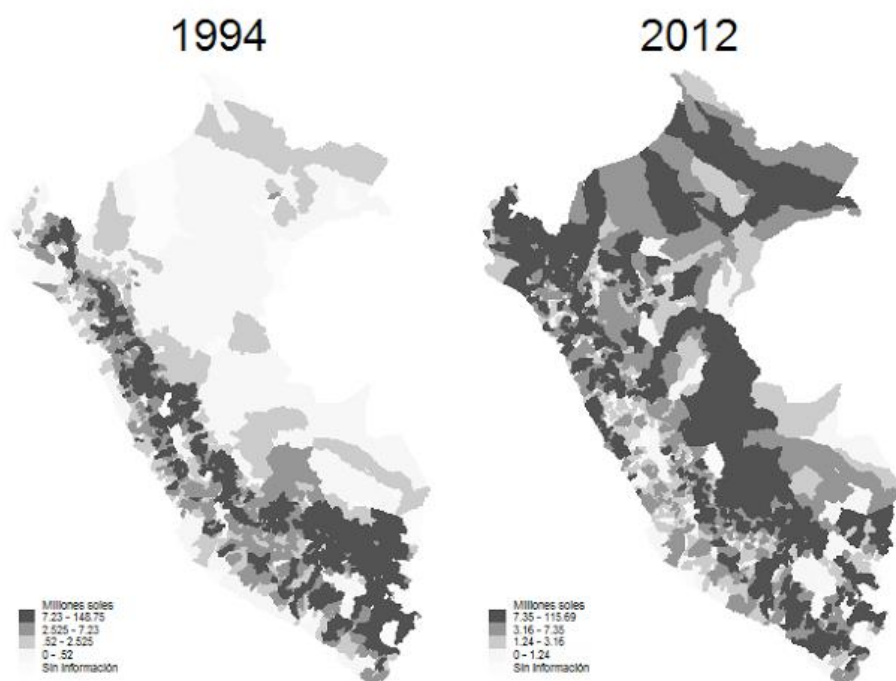 1994
2012
Millones soles
7.23 - 148.75
2.525 - 7.23
.52 - 2.525
0 - .52
Sin información
Millones soles
7.35 - 115.69
3.16 - 7.35
1.24 - 3.16
0 - 1.24
Sin información